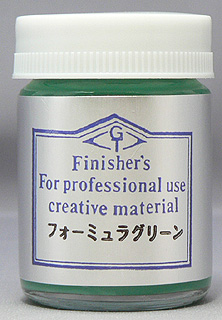 G
Finisher's
For professional use
creative material
フォーミュラグリーン